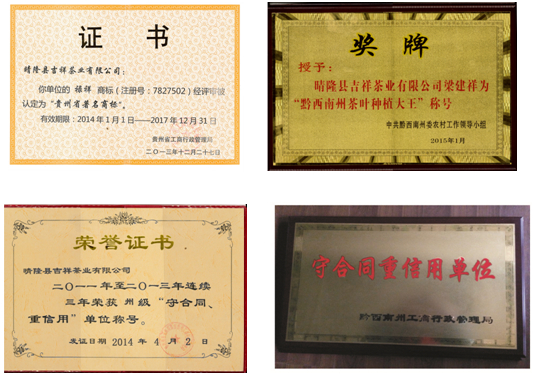 证 书
晴隆县吉祥茶业有限公司：
你单位的 禄祥 商标（注册号：7827502）经评审被
认定为“贵州省著名商标”。
有效期限：2014年1月1日——2017年12月31日
贵州省工商行政管理局
二〇一三年十二月二十七日
奖牌
授予：
晴隆县吉祥茶业有限公司梁建祥为
“黔西南州茶叶种植大王”称号
中共黔西南州委农村工作领导小组
2015年1月
荣誉证书
晴隆县吉祥茶业有限公司
二〇一一年至二〇一三年连续
三年荣获 州级“守合同、
重信用”单位称号。
发证日期 2014 年 4 月 2 日
守合同重信用单位
黔西南州工商行政管理局